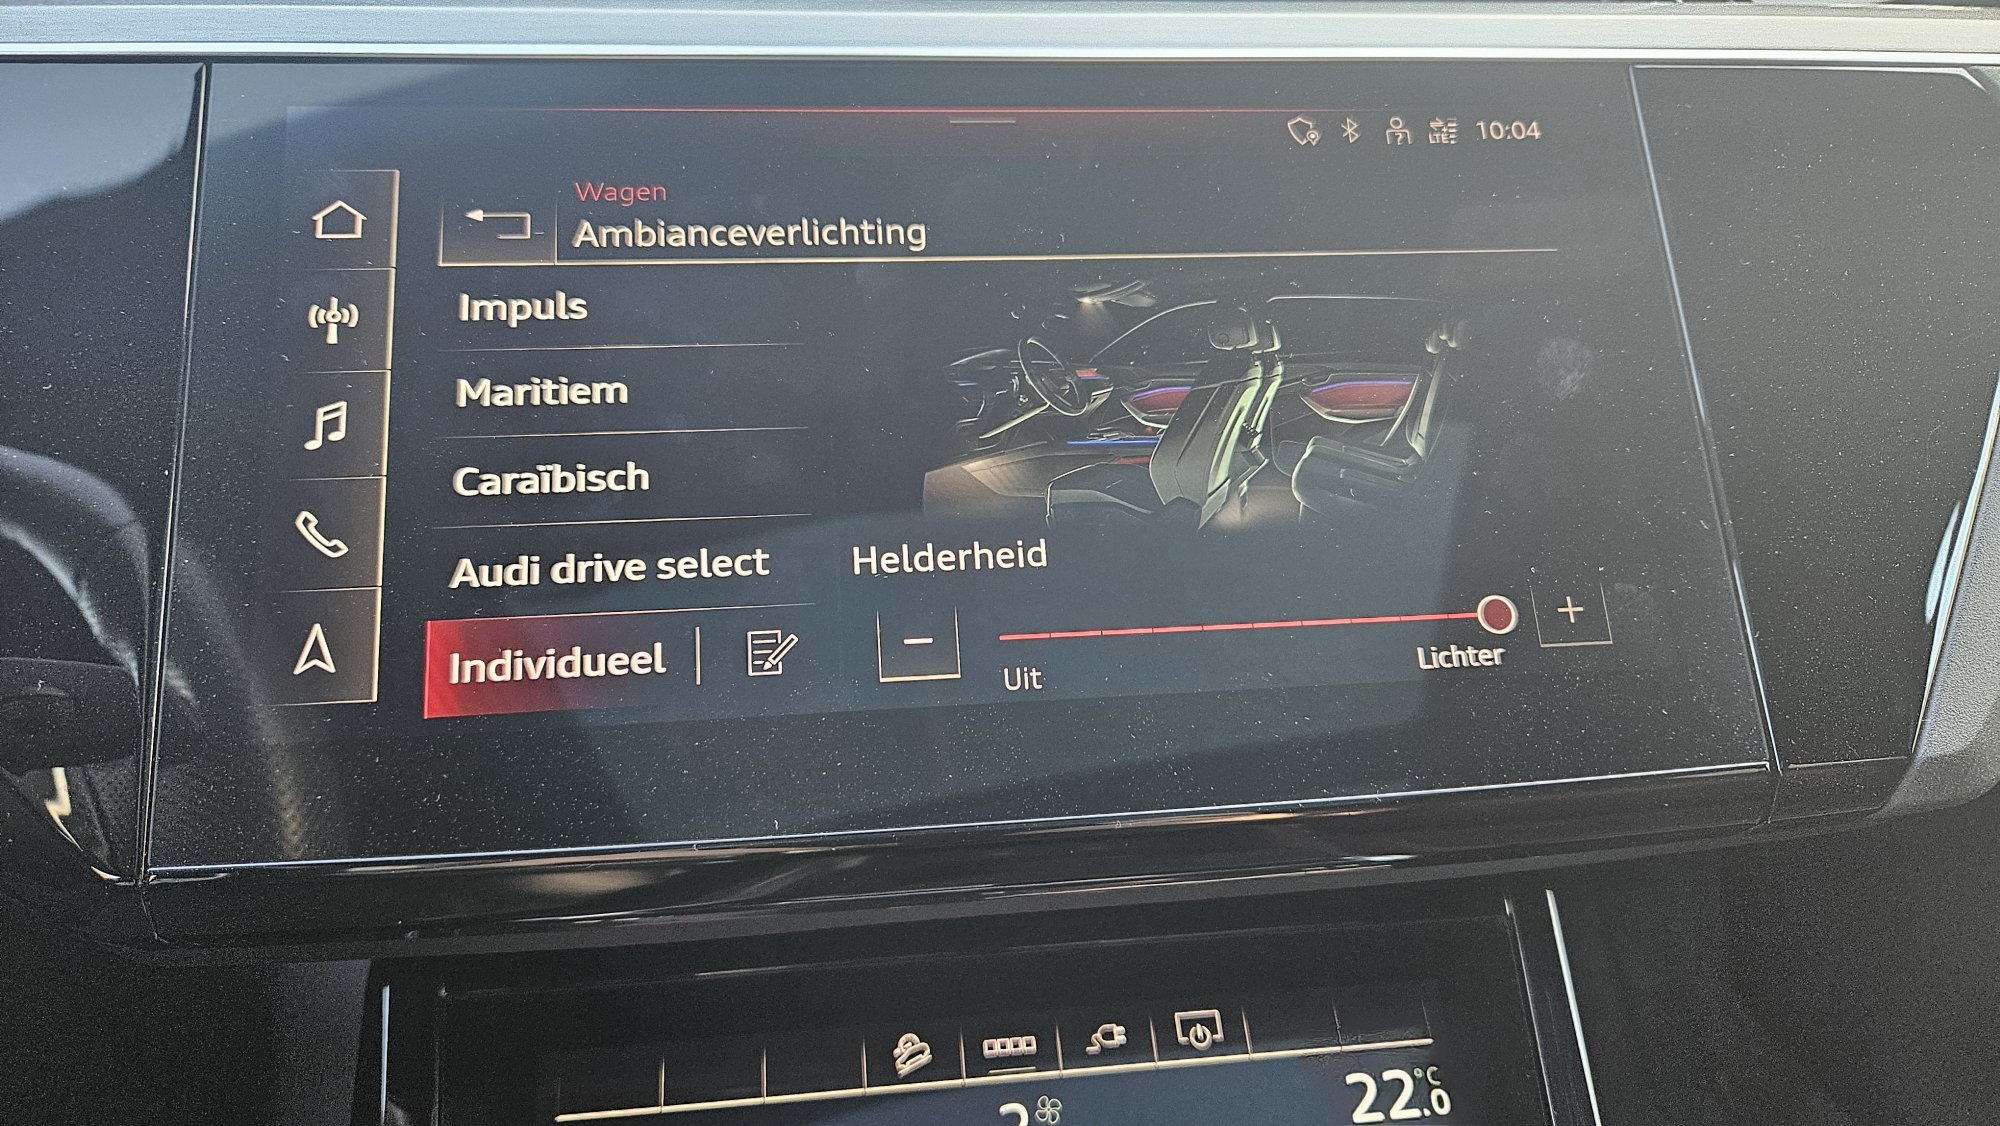 10:04
Wagen
Ambianceverlichting
Impuls
Maritiem
Caraïbisch
Audi drive select
Individueel
Helderheid
−
+
Uit
Lichter
22.0 °C